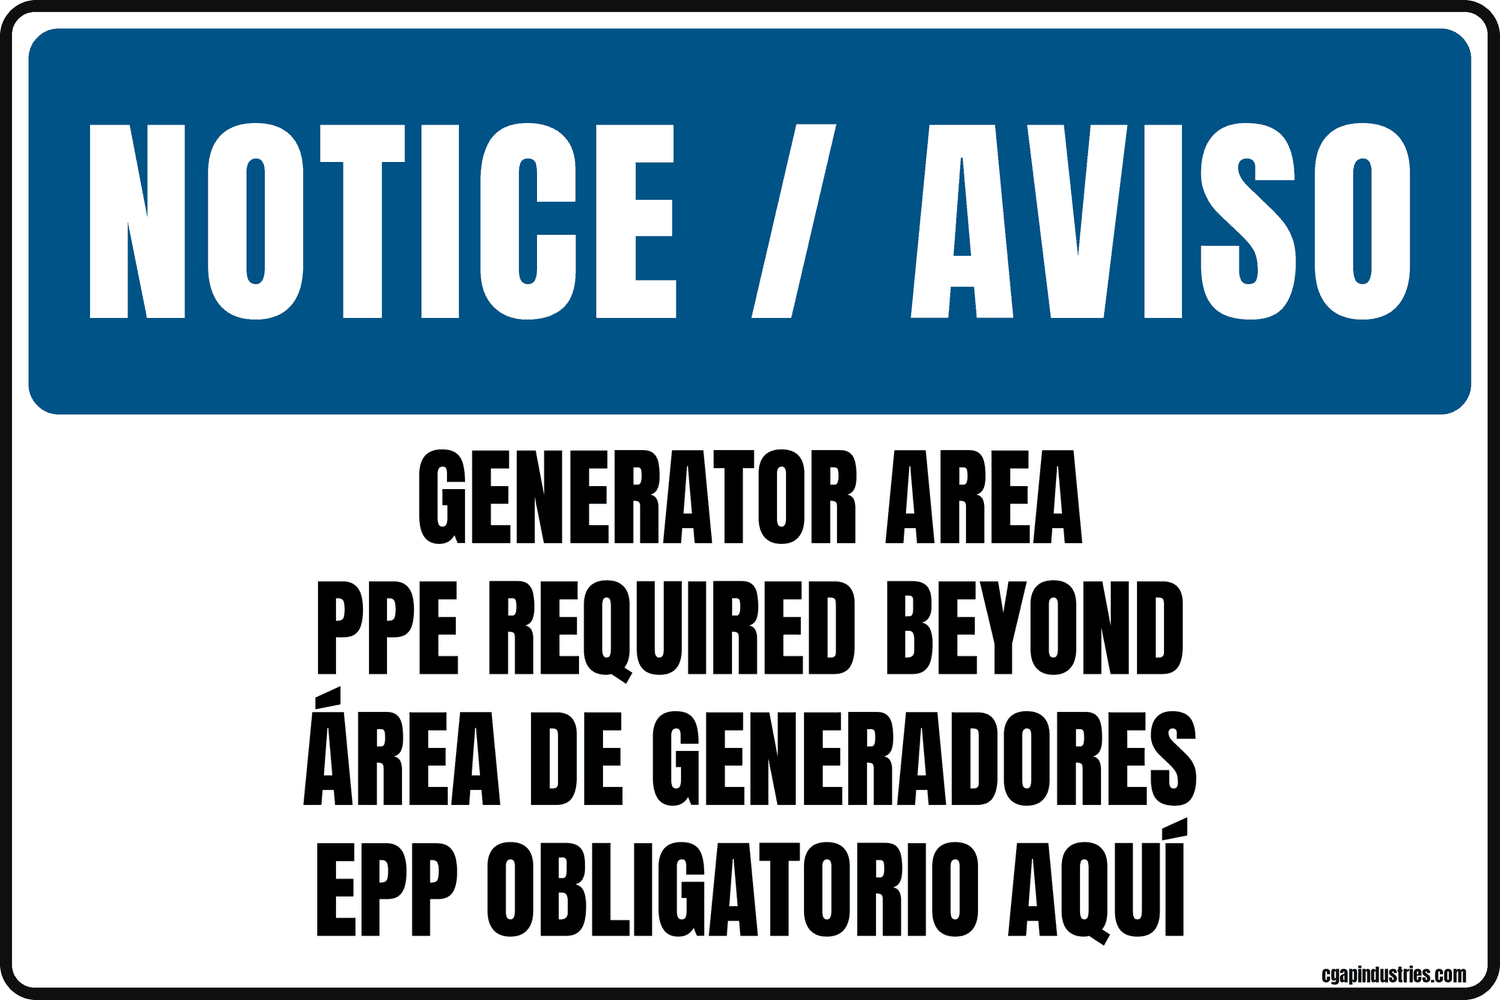 NOTICE / AVISO
GENERATOR AREA
PPE REQUIRED BEYOND
ÁREA DE GENERADORES
EPP OBLIGATORIO AQUÍ
cgapindustries.com